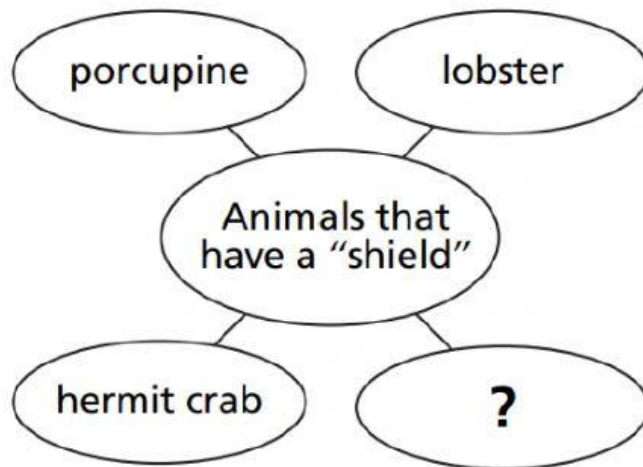 porcupine
lobster
Animals that
have a “shield”
hermit crab
?